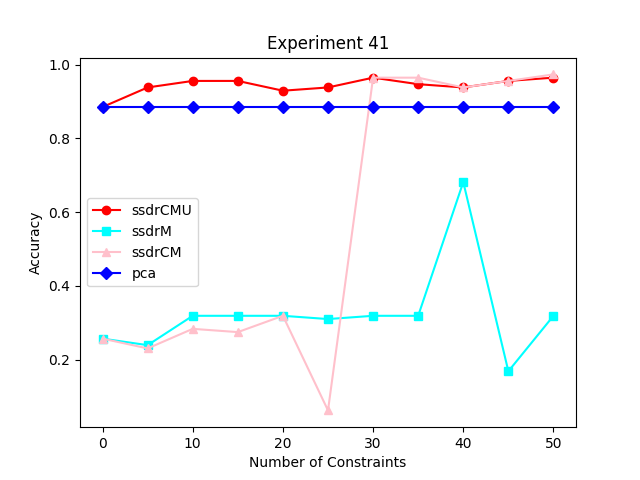 Experiment 41
1.0
0.8
0.6
0.4
0.2
Accuracy
ssdrCMU
ssdrM
ssdrCM
pca
0 10 20 30 40 50
Number of Constraints